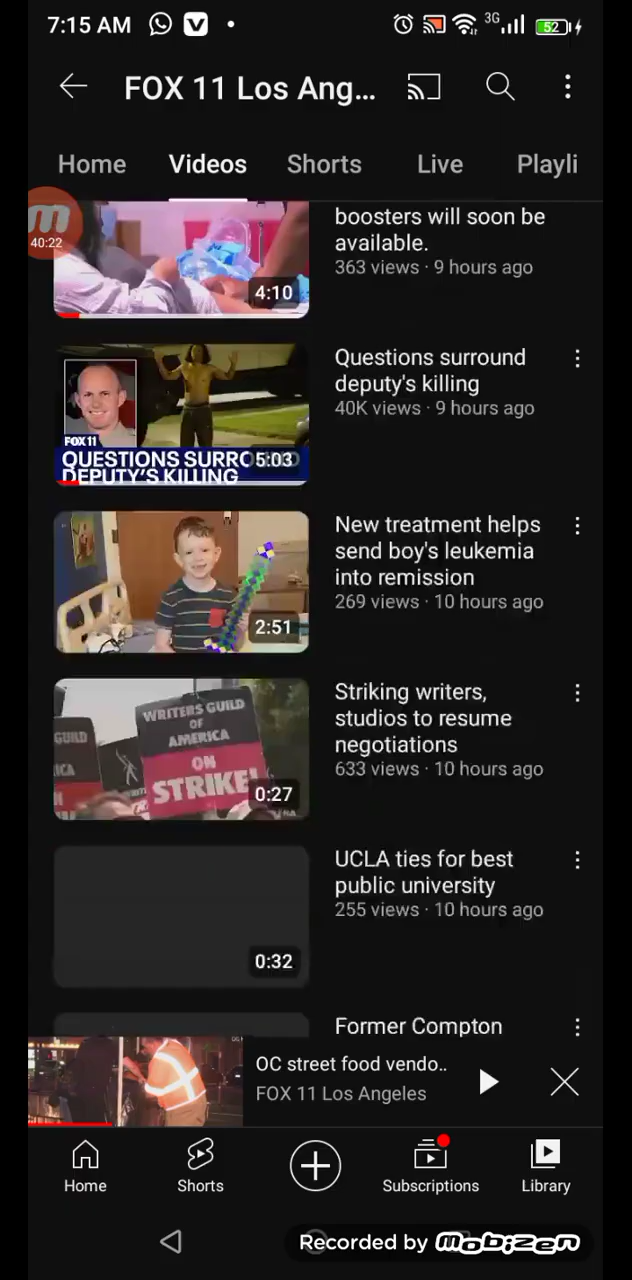 7:15 AM
3G
52
FOX 11 Los Ang...
Home
Videos
Shorts
Live
Playli
40:22
boosters will soon be
available.
363 views · 9 hours ago
4:10
Questions surround
deputy's killing
40K views · 9 hours ago
FOX 11
QUESTIONS SURRO
DEPUTY'S KILLING
5:03
New treatment helps
send boy's leukemia
into remission
269 views · 10 hours ago
2:51
Striking writers,
studios to resume
negotiations
633 views · 10 hours ago
GUILD
ICA
WRITERS GUILD
OF
AMERICA
ON
STRIKE!
0:27
UCLA ties for best
public university
255 views · 10 hours ago
0:32
Former Compton
OC street food vendo..
FOX 11 Los Angeles
Home
Shorts
Subscriptions
Library
Recorded by mobizen